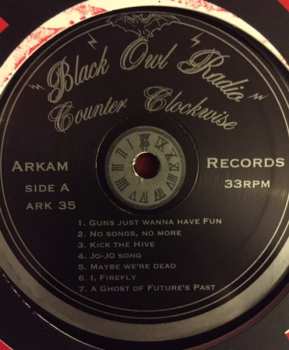 Black Owl Radio
Counter Clockwise
ARKAM
RECORDS
SIDE A
33RPM
ARK 35
1. GUNS JUST WANNA HAVE FUN
2. NO SONGS, NO MORE
3. KICK THE HIVE
4. JO-JO SONG
5. MAYBE WE'RE DEAD
6. I, FIREFLY
7. A GHOST OF FUTURE'S PAST